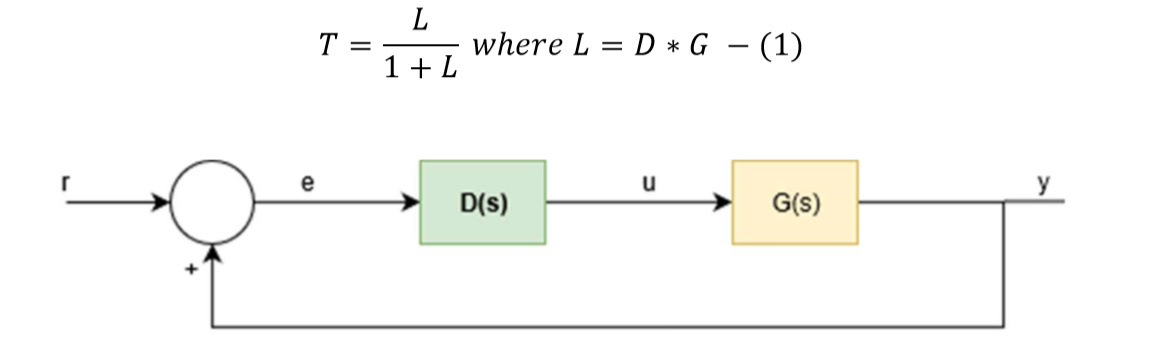 T = L / 1 + L where L = D * G − (1)
r
e
D(s)
u
G(s)
y
+